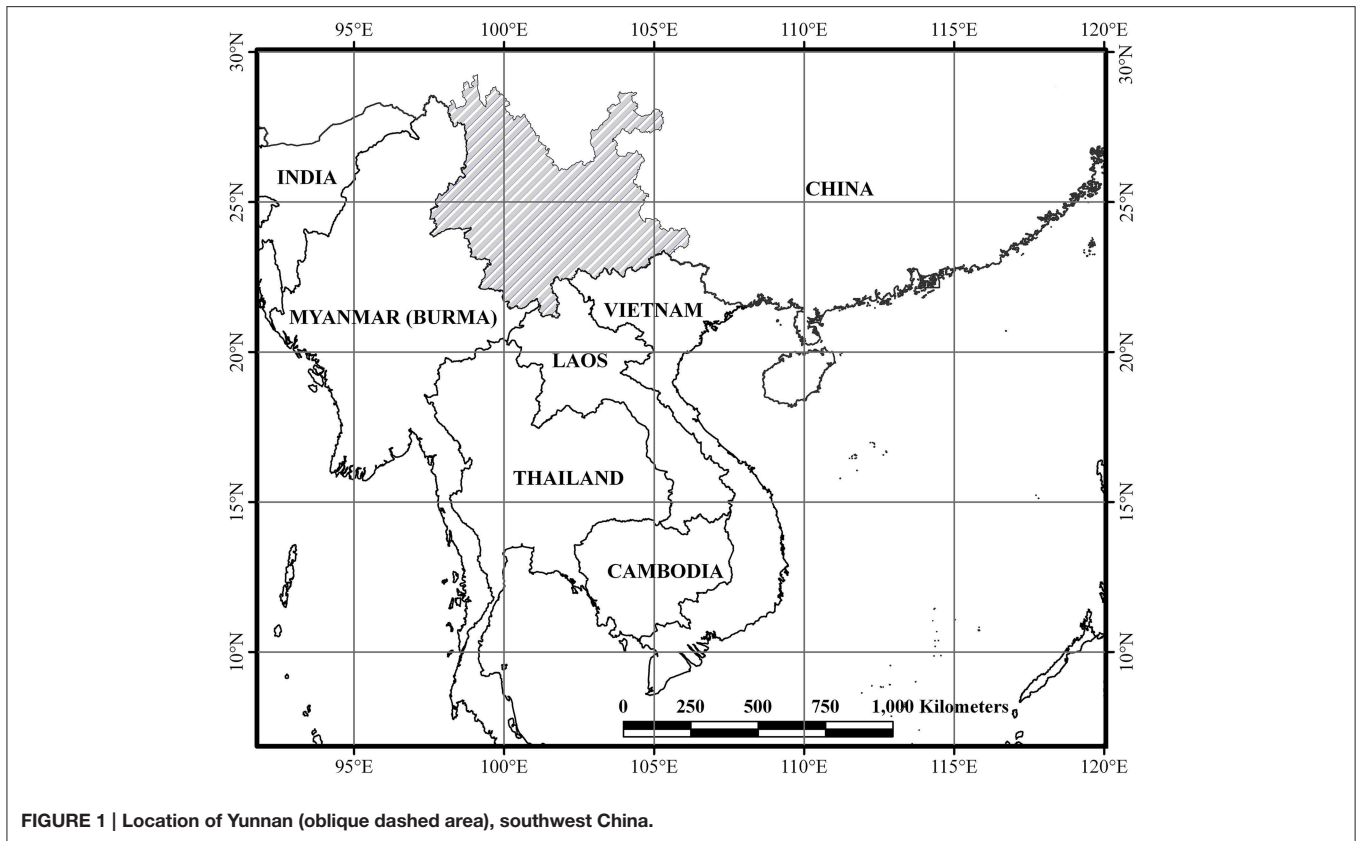 95°E 100°E 105°E 110°E 115°E 120°E
30°N 30°N
INDIA
CHINA
25°N 25°N
MYANMAR (BURMA)
VIETNAM
20°N 20°N
LAOS
THAILAND
15°N 15°N
CAMBODIA
10°N 10°N
0 250 500 750 1,000 Kilometers
95°E 100°E 105°E 110°E 115°E 120°E
FIGURE 1 | Location of Yunnan (oblique dashed area), southwest China.